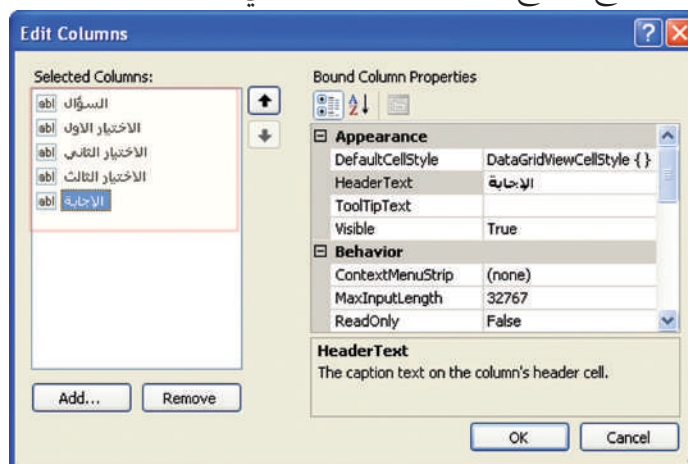 Edit Columns
Selected Columns:
السؤال
الاختيار الاول
الاختيار الثاني
الاختيار الثالث
الإجابة
Add...
Remove
Bound Column Properties
Appearance
DefaultCellStyle DataGridViewCellStyle { }
HeaderText الإجابة
ToolTipText
Visible True
Behavior
ContextMenuStrip (none)
MaxInputLength 32767
ReadOnly False
HeaderText
The caption text on the column's header cell.
OK
Cancel